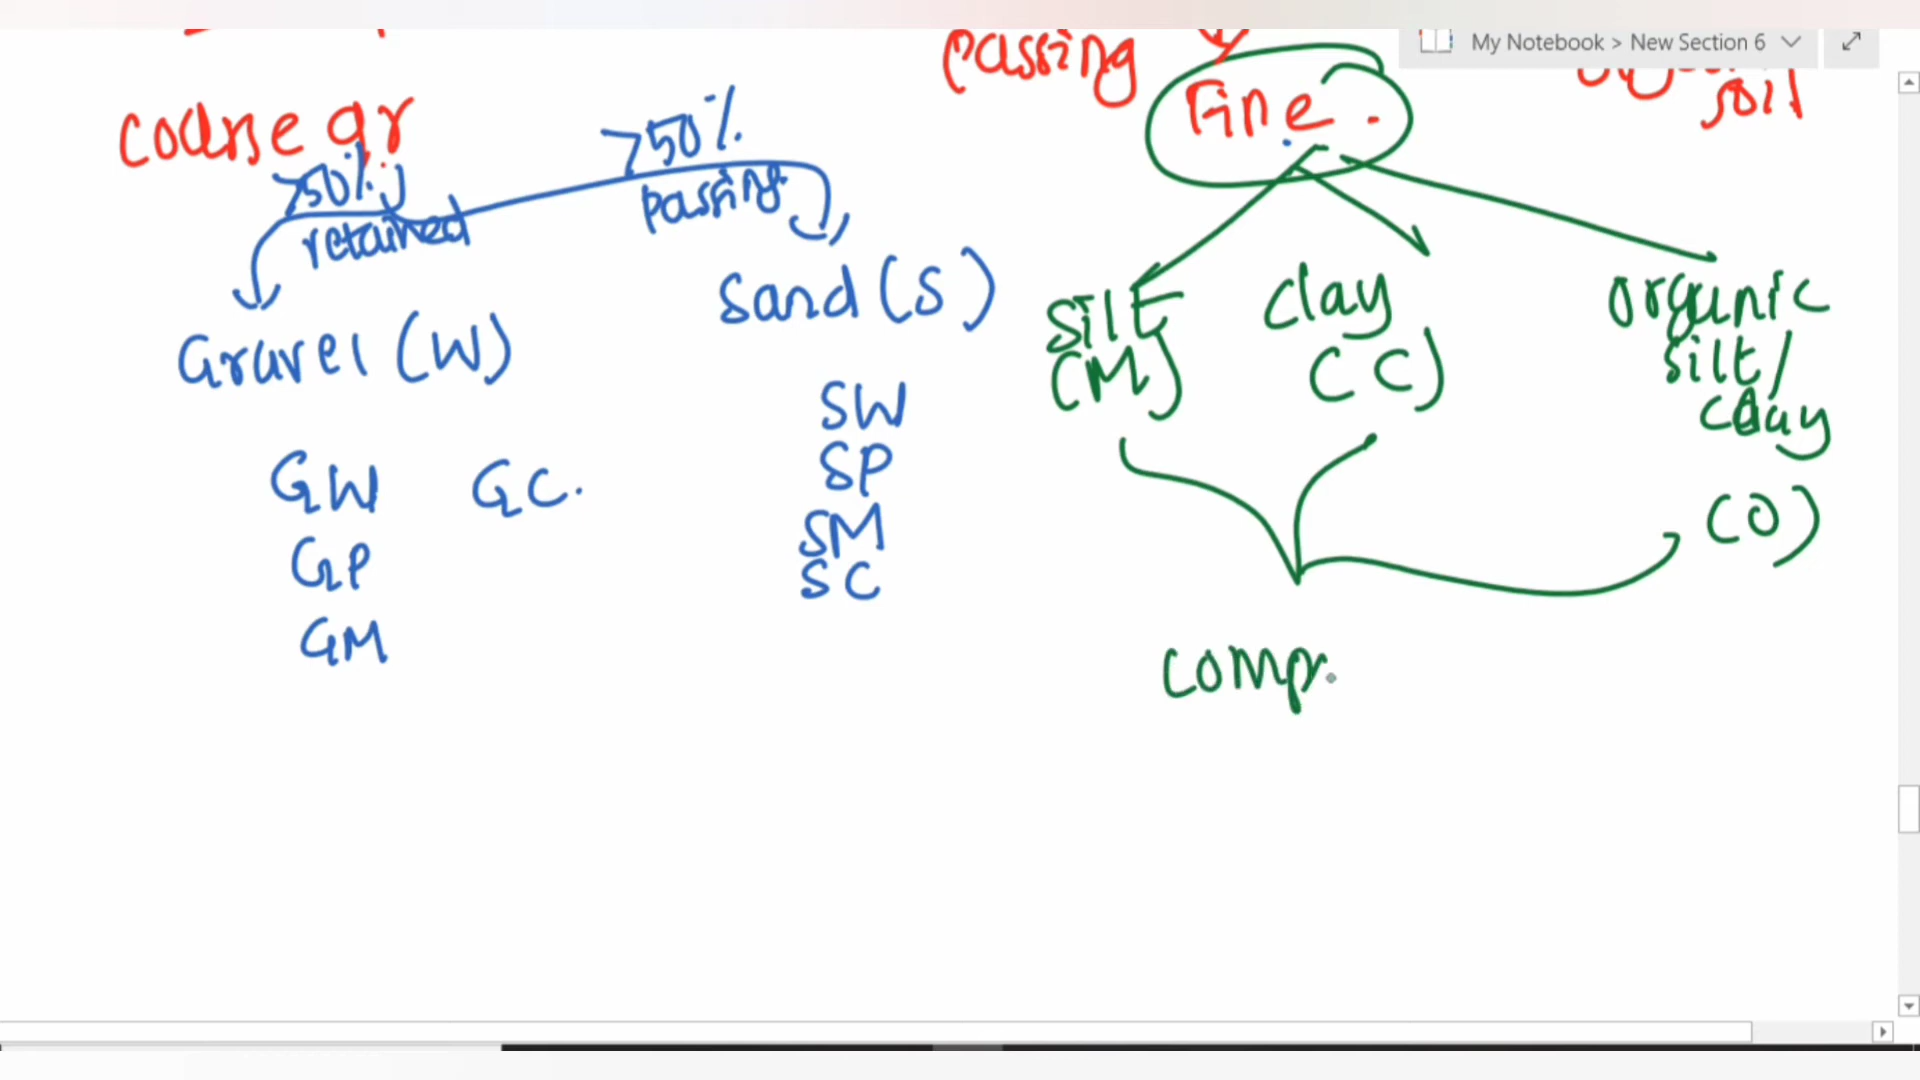 My Notebook > New Section 6
passing
Fine.
soil
coarse gr
>50%
retained
>50%
passing
Gravel (W)
Sand (S)
Silt
(M)
Clay
(C)
organic
silt/
clay
(O)
GW GC.
GP
GM
SW
SP
SM
SC
compr